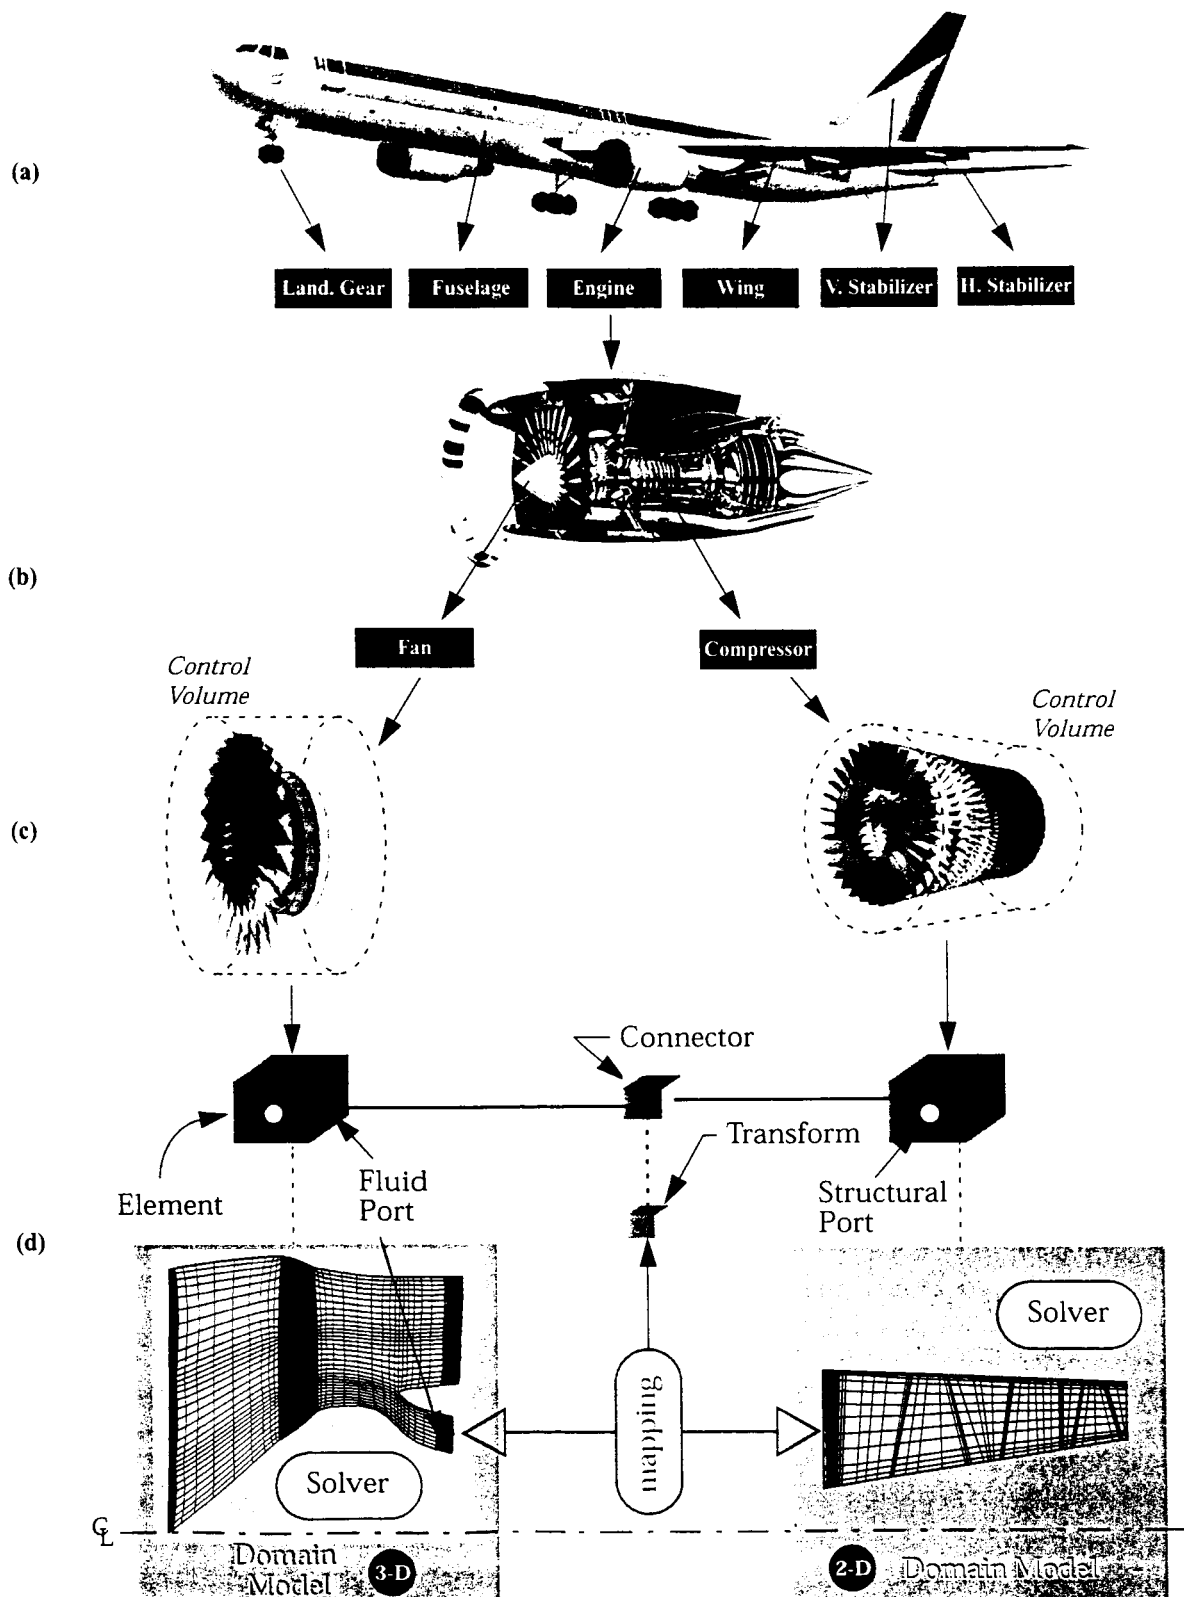 (a)
Land. Gear
Fuselage
Engine
Wing
V. Stabilizer
H. Stabilizer
(b)
Fan
Compressor
Control
Volume
Control
Volume
(c)
Connector
Transform
Element
Fluid
Port
Structural
Port
(d)
Solver
mapping
Solver
℄
Domain
Model
3-D
2-D
Domain Model